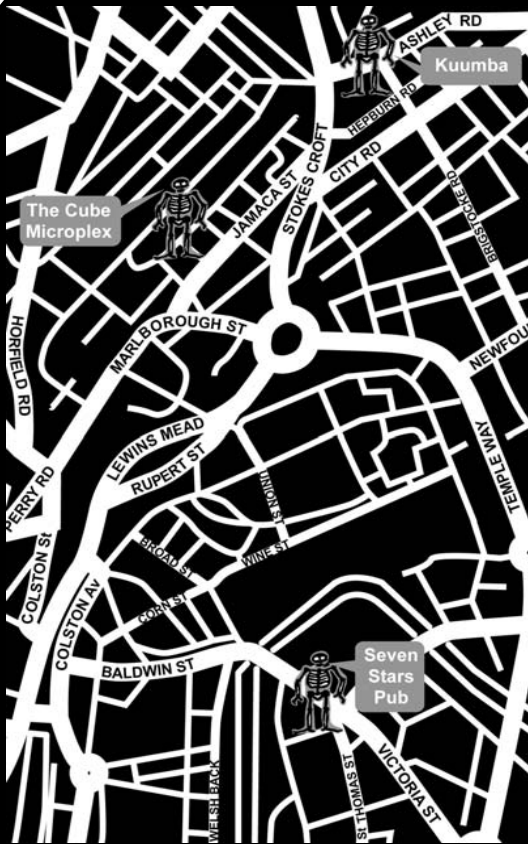 ASHLEY RD
Kuumba
HEPBURN RD
CITY RD
STOKES CROFT
JAMACA ST
BRIGSTOCKE RD
The Cube
Microplex
MARLBOROUGH ST
HORFIELD RD
NEWFOU
LEWINS MEAD
RUPERT ST
TEMPLE WAY
PERRY RD
UNION ST
COLSTON St
BROAD ST
WINE ST
CORN ST
COLSTON Av
BALDWIN ST
Seven
Stars
Pub
WELSH BACK
St THOMAS ST
VICTORIA ST